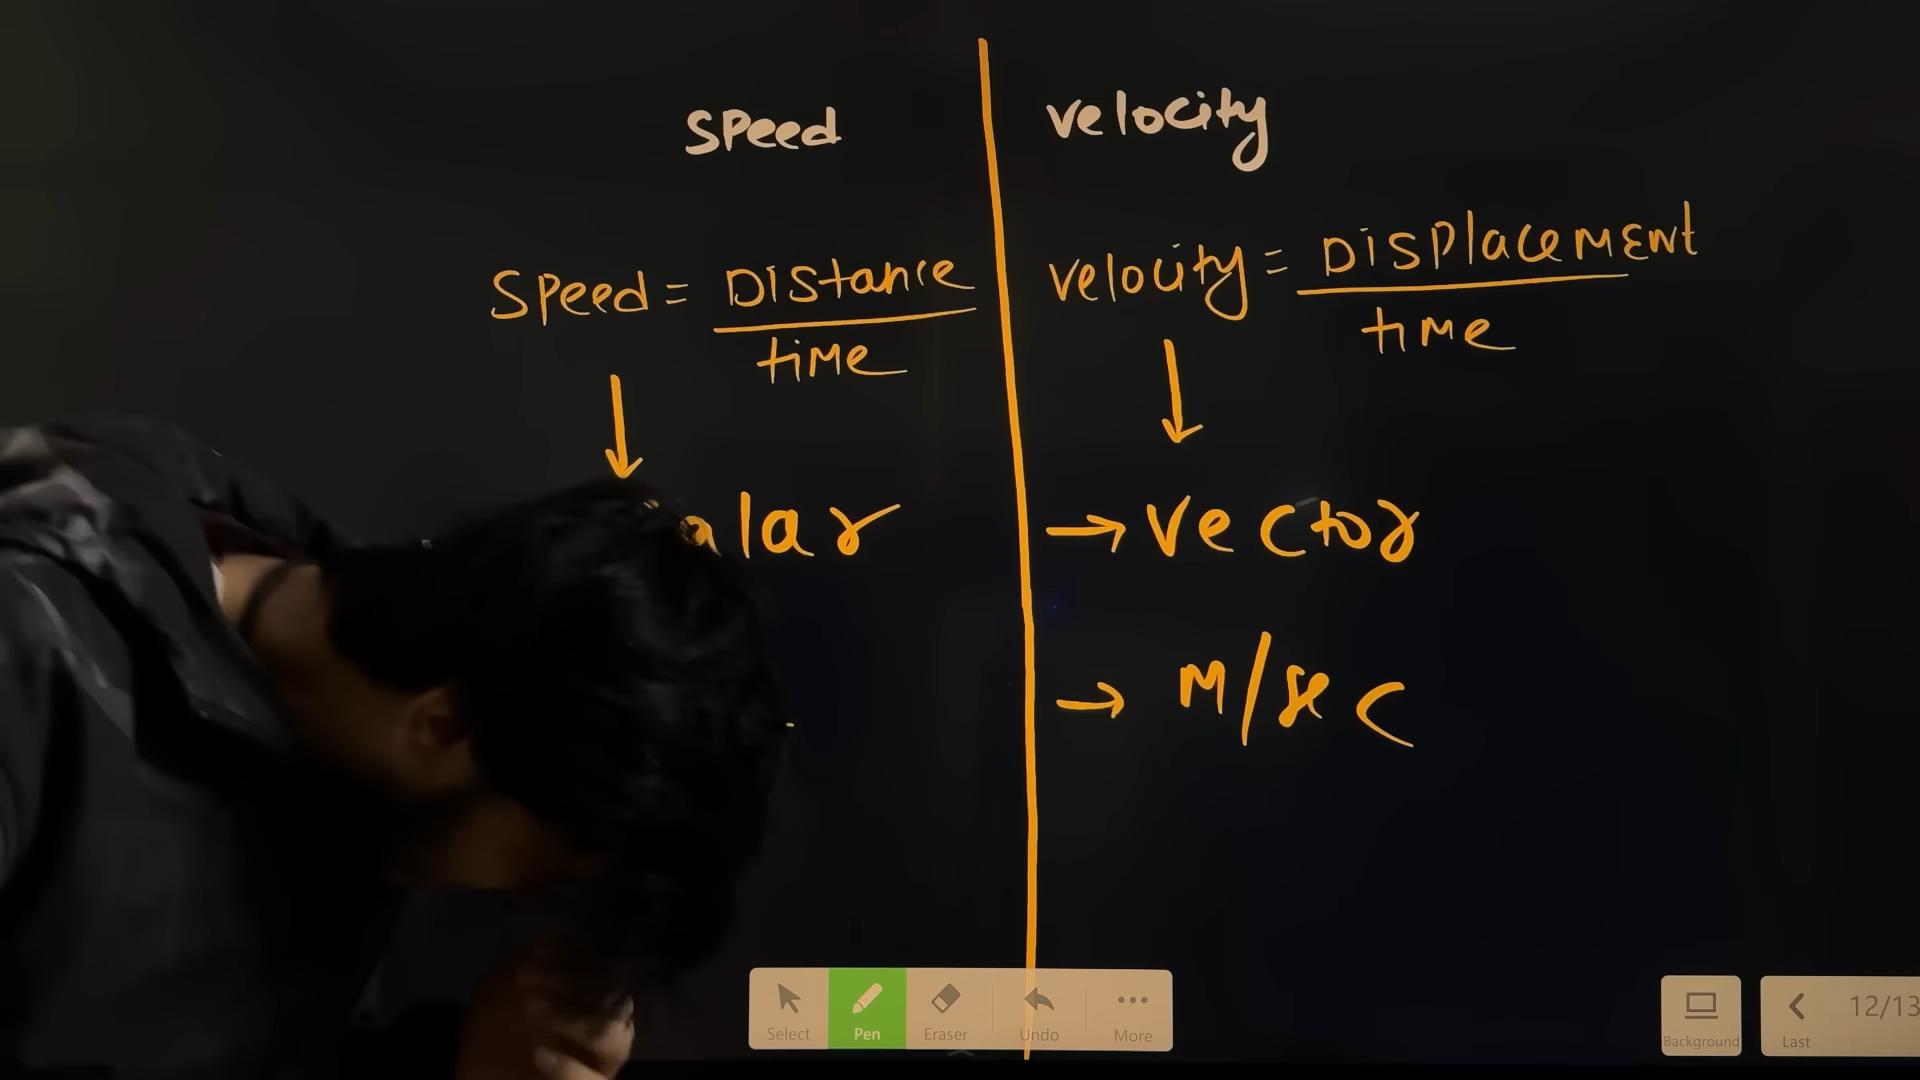 speed
velocity
Speed = Distance
time
velocity = Displacement
time
→ vector
→ M/sec
Select
Pen
Eraser
Undo
More
Background
Last
12/13